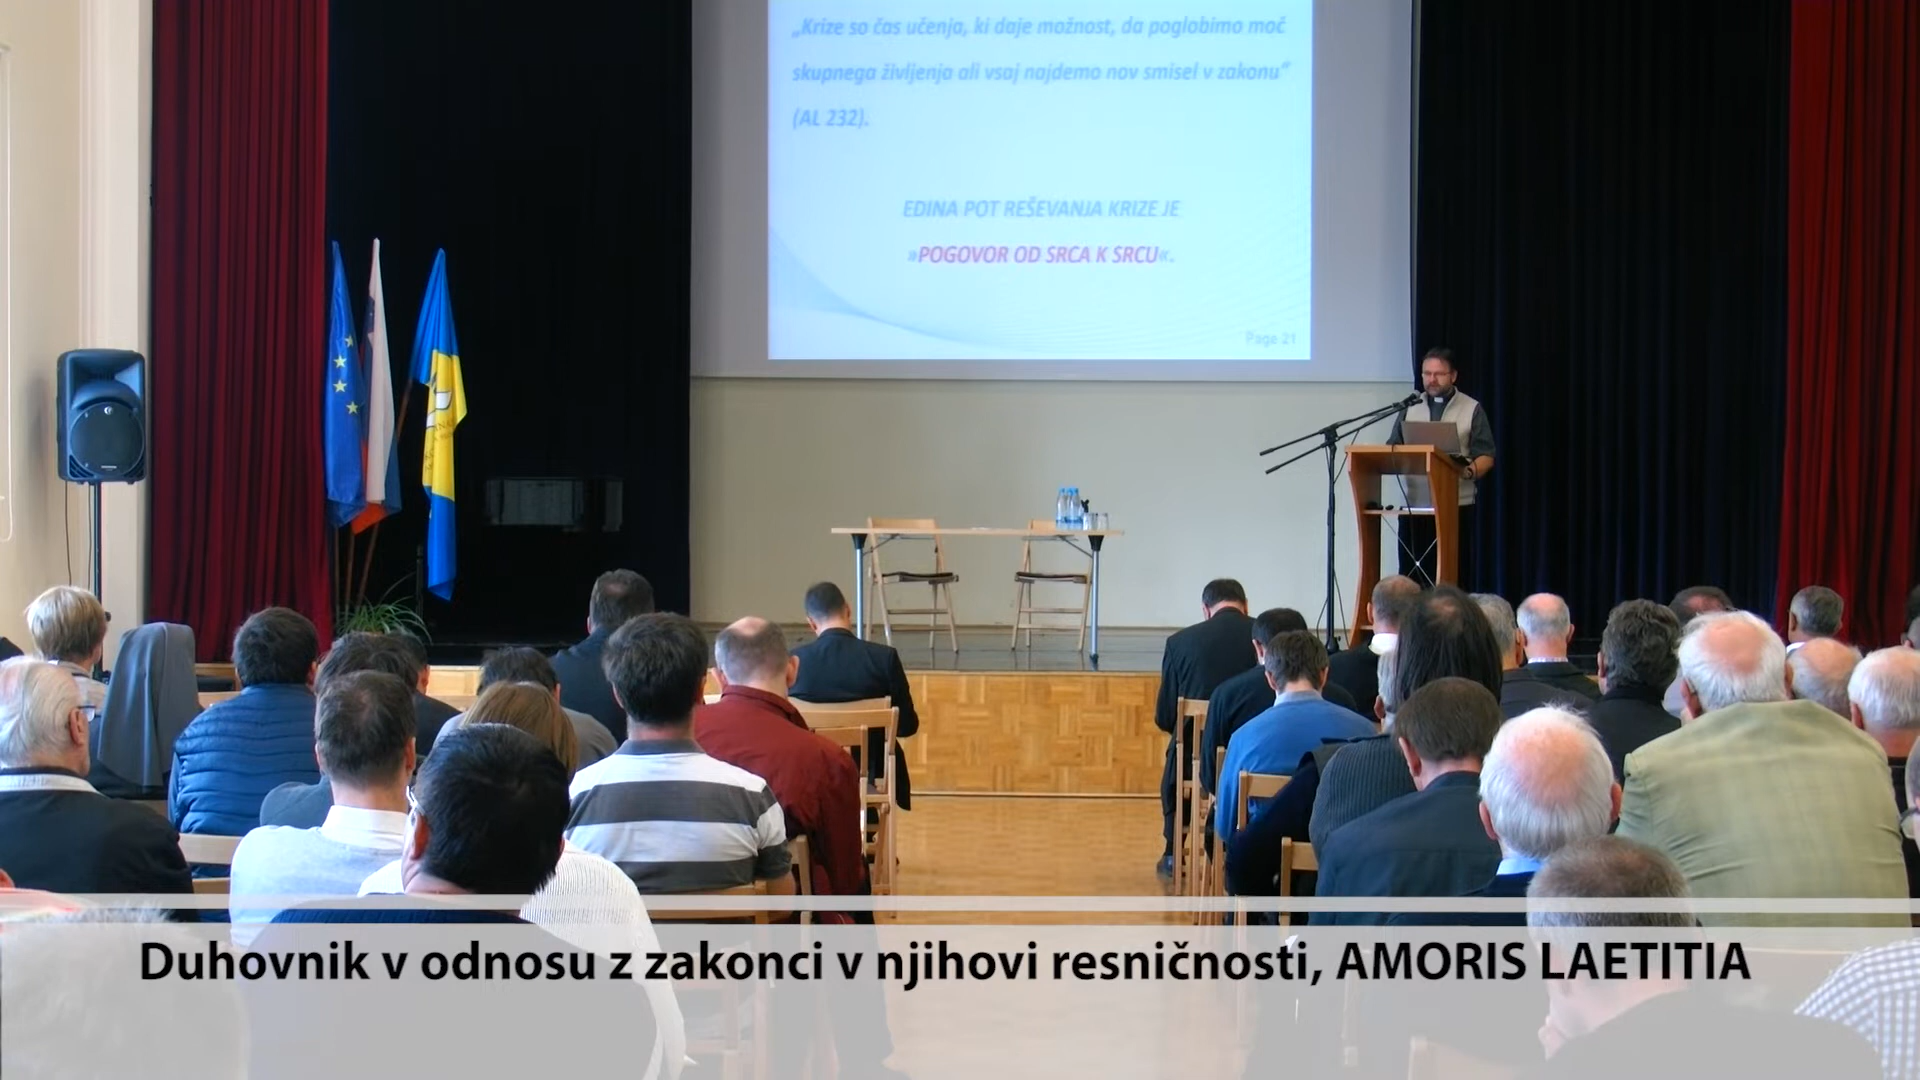 „Krize so čas učenja, ki daje možnost, da poglobimo moč
skupnega življenja ali vsaj najdemo nov smisel v zakonu“
(AL 232).
EDINA POT REŠEVANJA KRIZE JE
»POGOVOR OD SRCA K SRCU«.
Page 21
Duhovnik v odnosu z zakonci v njihovi resničnosti, AMORIS LAETITIA